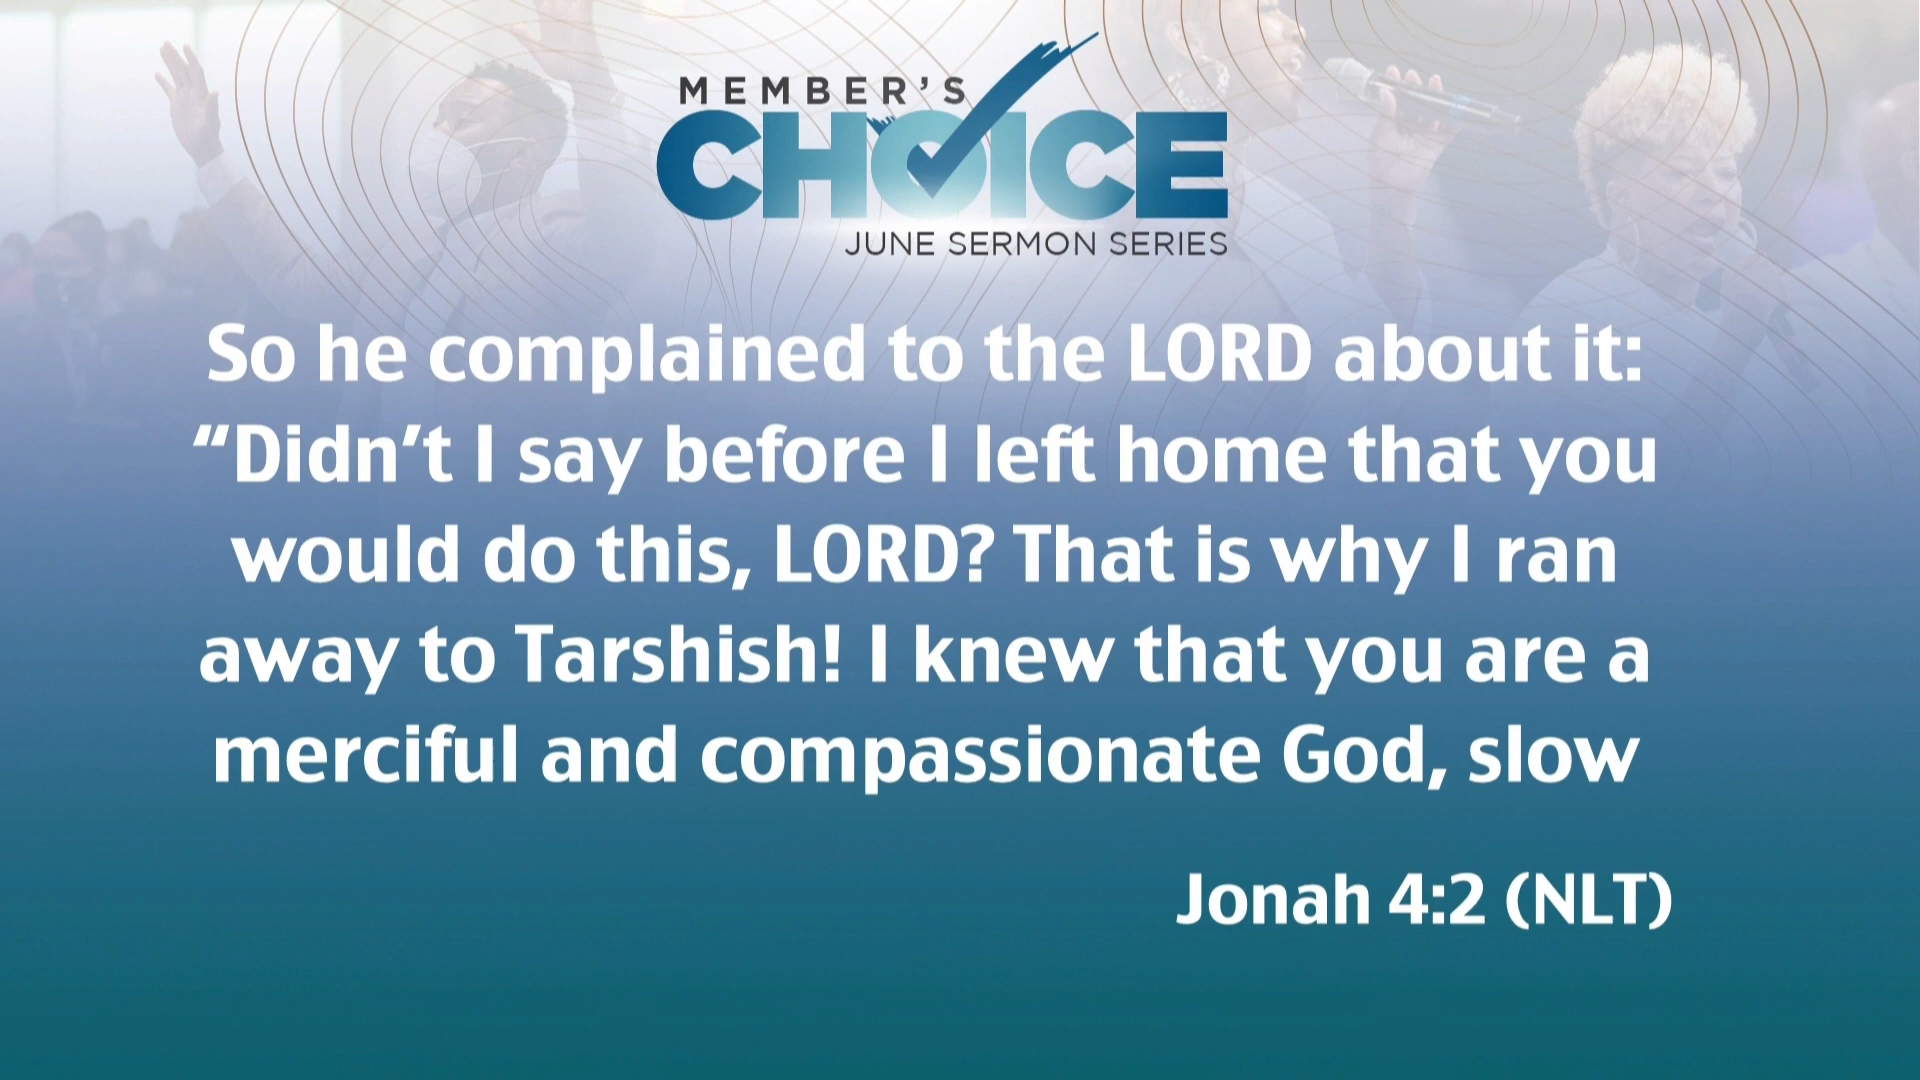 MEMBER'S
CHOICE
JUNE SERMON SERIES
So he complained to the LORD about it:
“Didn’t I say before I left home that you
would do this, LORD? That is why I ran
away to Tarshish! I knew that you are a
merciful and compassionate God, slow
Jonah 4:2 (NLT)